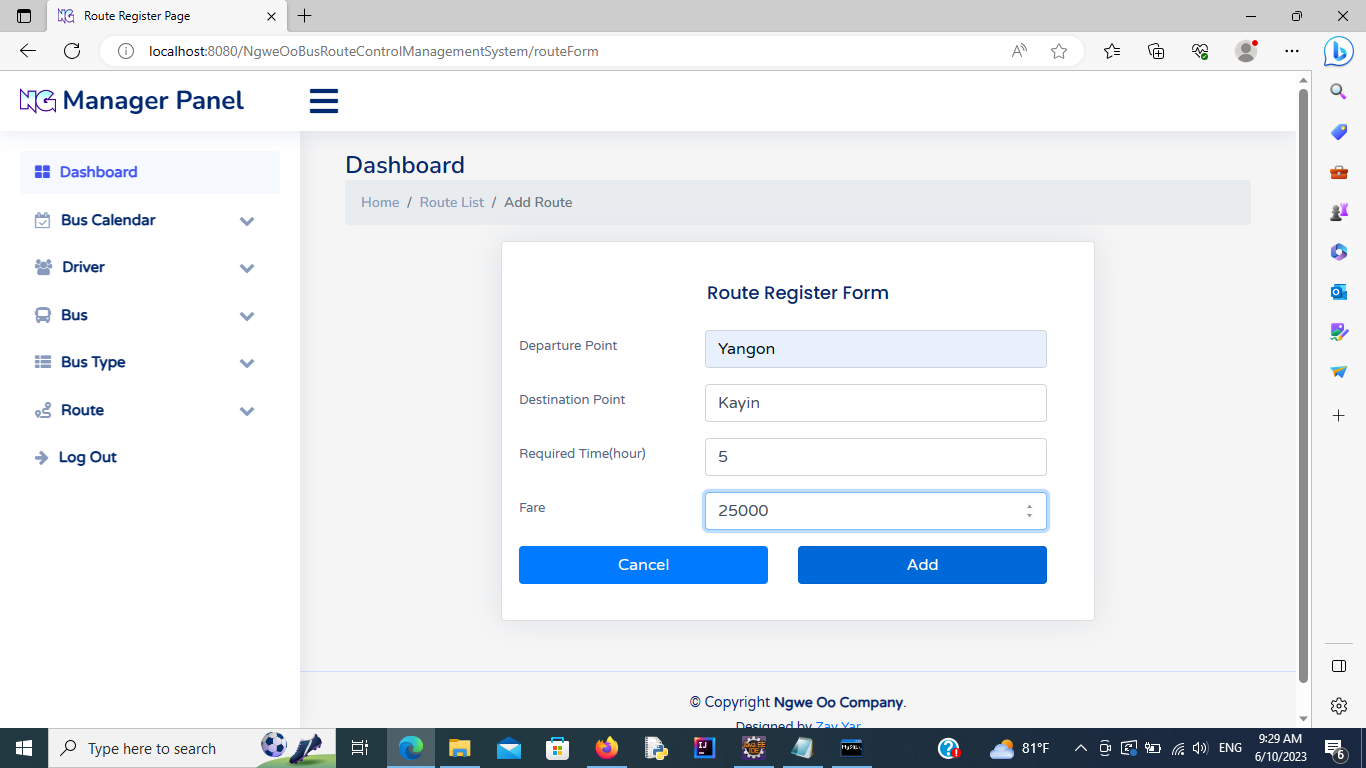 Route Register Page
localhost:8080/NgweOoBusRouteControlManagementSystem/routeForm
NG Manager Panel
Dashboard
Bus Calendar
Driver
Bus
Bus Type
Route
Log Out
Dashboard
Home / Route List / Add Route
Route Register Form
Departure Point Yangon
Destination Point Kayin
Required Time(hour) 5
Fare 25000
Cancel Add
© Copyright Ngwe Oo Company.
Designed by Zay Yar
Type here to search
81°F ENG 9:29 AM
6/10/2023
6